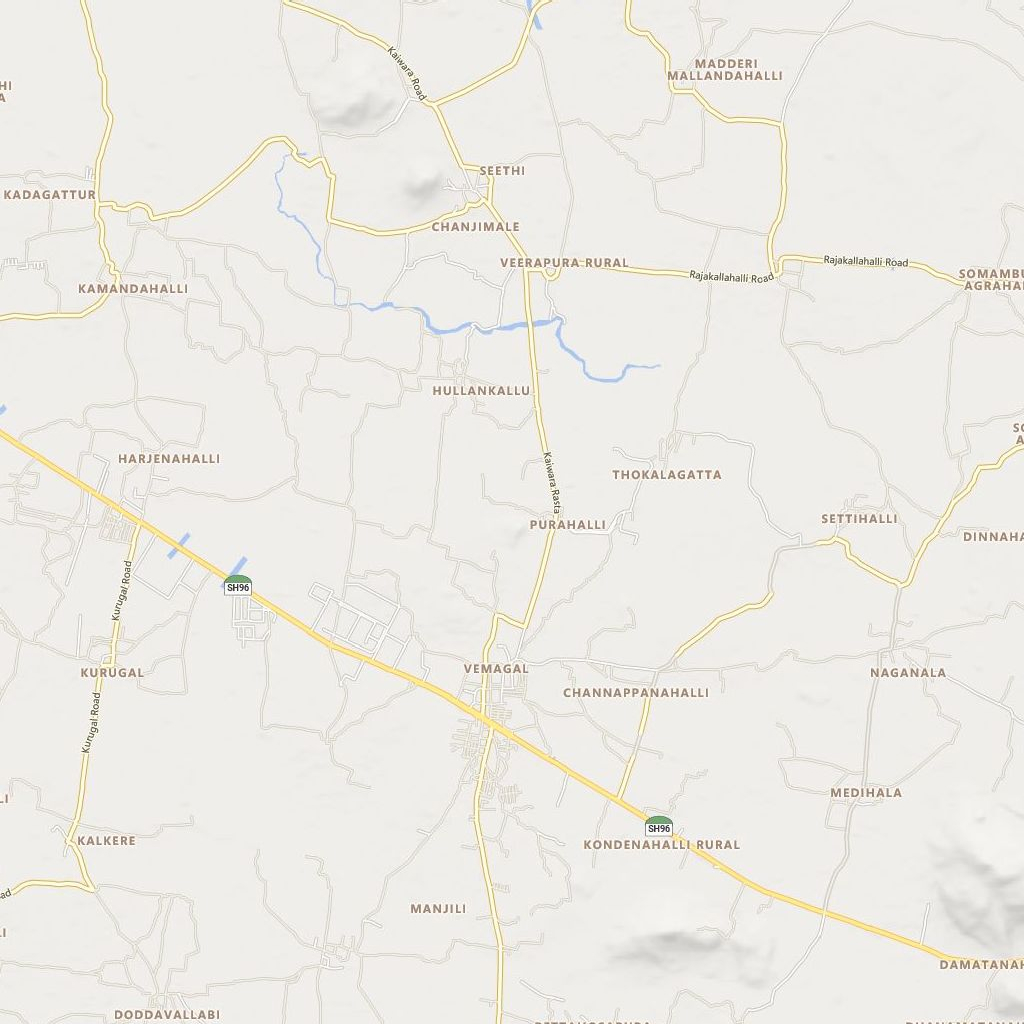 Kaiwara Road
MADDERI
MALLANDAHALLI
SEETHI
KADAGATTUR
CHANJIMALE
VEERAPURA RURAL
Rajakallahalli Road
Rajakallahalli Road
KAMANDAHALLI
HULLANKALLU
HARJENAHALLI
Kaiwara Rasta
THOKALAGATTA
PURAHALLI
SETTIHALLI
SH96
Kurugal Road
VEMAGAL
KURUGAL
NAGANALA
CHANNAPPANAHALLI
Kurugal Road
MEDIHALA
SH96
KALKERE
KONDENAHALLI RURAL
MANJILI
DODDAVALLABI